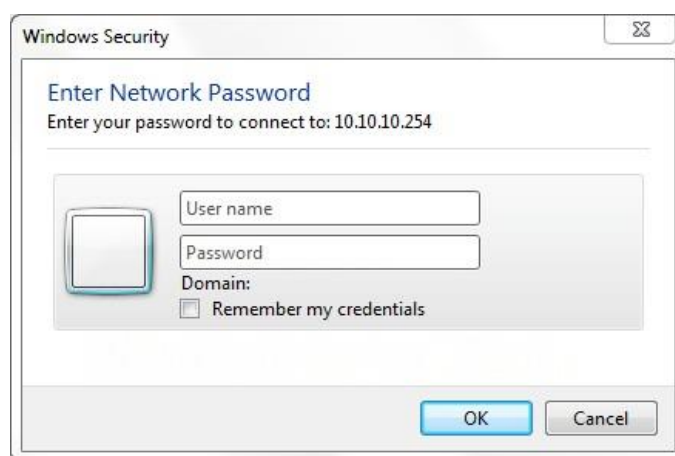 Windows Security
Enter Network Password
Enter your password to connect to: 10.10.10.254
User name
Password
Domain:
Remember my credentials
OK
Cancel